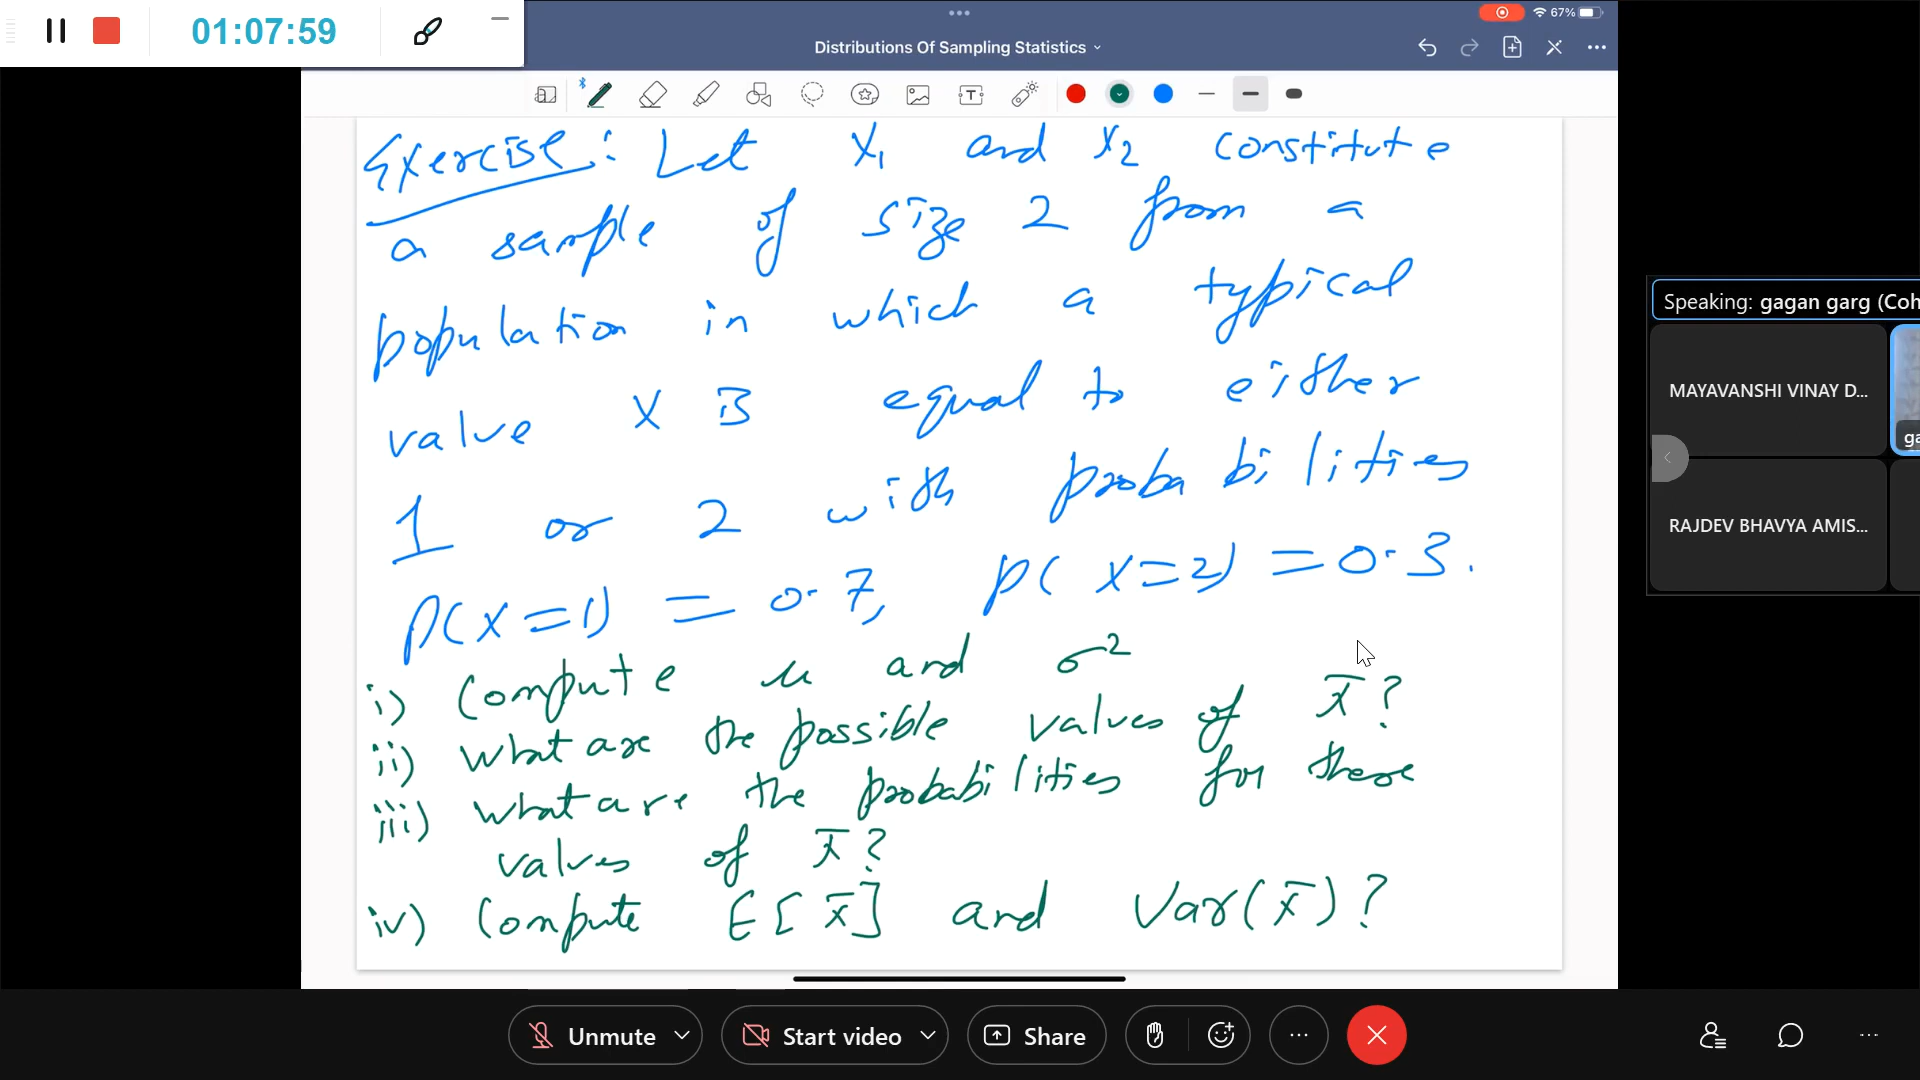 01:07:59
67%
Distributions Of Sampling Statistics
Exercise: Let X₁ and X₂ constitute
a sample of size 2 from a
population in which a typical
value X is equal to either
1 or 2 with probabilities
P(X=1) = 0.7, P(X=2) = 0.3.
i) Compute μ and σ²
ii) What are the possible values of X̄?
iii) What are the probabilities for these
values of X̄?
iv) Compute E[X̄] and Var(X̄)?
Speaking: gagan garg (Coh
MAYAVANSHI VINAY D...
ga
RAJDEV BHAVYA AMIS...
Unmute
Start video
Share